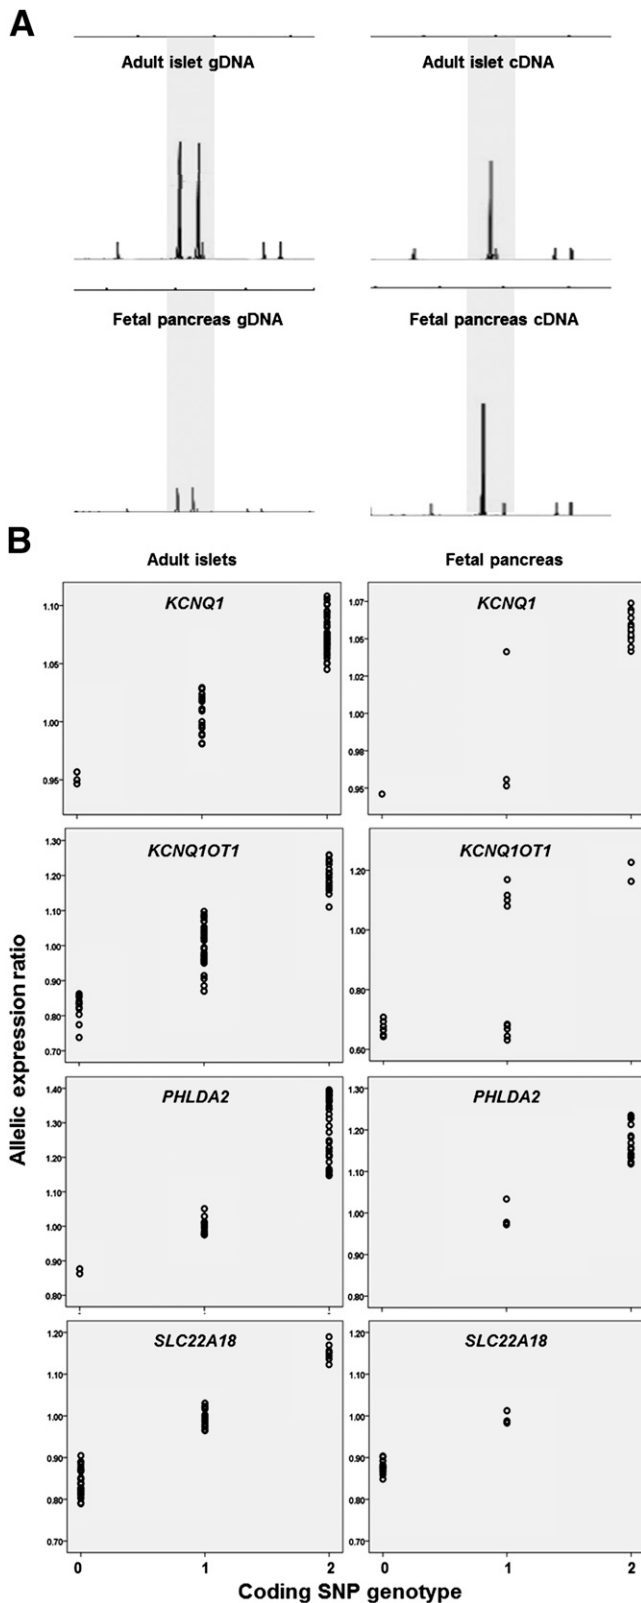 A
Adult islet gDNA
Adult islet cDNA
Fetal pancreas gDNA
Fetal pancreas cDNA
B
Adult islets
Fetal pancreas
KCNQ1
KCNQ1
1.10
1.05
1.00
0.95
1.07
1.05
1.02
1.00
0.98
0.95
KCNQ1OT1
KCNQ1OT1
1.30
1.20
1.10
1.00
0.90
0.80
0.70
1.20
1.00
0.80
0.60
Allelic expression ratio
PHLDA2
PHLDA2
1.40
1.30
1.20
1.10
1.00
0.90
0.80
1.30
1.20
1.10
1.00
0.90
0.80
SLC22A18
SLC22A18
1.20
1.10
1.00
0.90
0.80
0.70
1.20
1.10
1.00
0.90
0.80
0.70
0 1 2
0 1 2
Coding SNP genotype